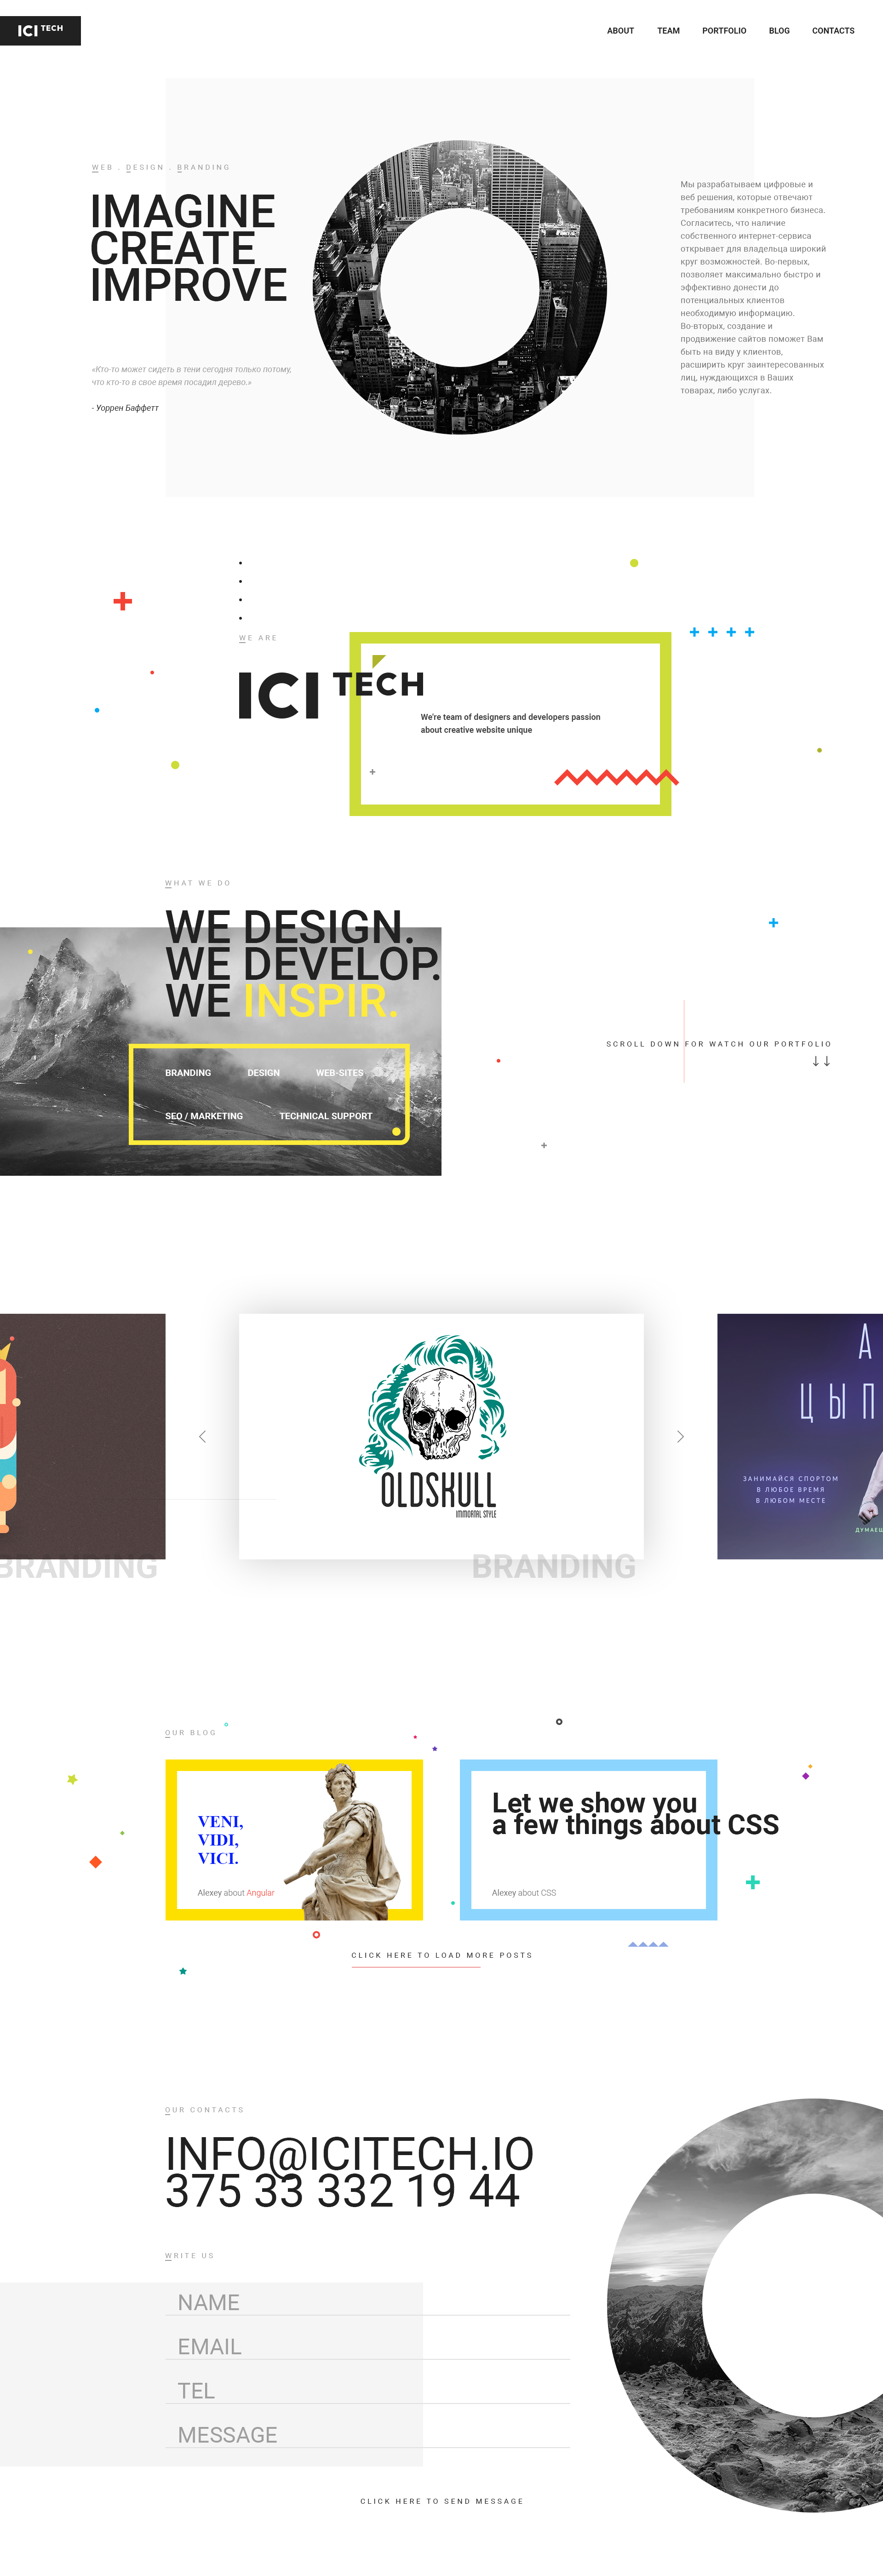 ICI TECH
ABOUT TEAM PORTFOLIO BLOG CONTACTS
WEB . DESIGN . BRANDING
IMAGINE
CREATE
IMPROVE
«Кто-то может сидеть в тени сегодня только потому,
что кто-то в свое время посадил дерево.»
- Уоррен Баффетт
Мы разрабатываем цифровые и
веб решения, которые отвечают
требованиям конкретного бизнеса.
Согласитесь, что наличие
собственного интернет-сервиса
открывает для владельца широкий
круг возможностей. Во-первых,
позволяет максимально быстро и
эффективно донести до
потенциальных клиентов
необходимую информацию.
Во-вторых, создание и
продвижение сайтов поможет Вам
быть на виду у клиентов,
расширить круг заинтересованных
лиц, нуждающихся в Ваших
товарах, либо услугах.
WE ARE
ICI TECH
We're team of designers and developers passion
about creative website unique
WHAT WE DO
WE DESIGN.
WE DEVELOP.
WE INSPIR.
BRANDING DESIGN WEB-SITES
SEO / MARKETING TECHNICAL SUPPORT
SCROLL DOWN FOR WATCH OUR PORTFOLIO
BRANDING
OLDSKULL
IMMORTAL STYLE
BRANDING
А
ЦЫП
ЗАНИМАЙСЯ СПОРТОМ
В ЛЮБОЕ ВРЕМЯ
В ЛЮБОМ МЕСТЕ
ДУМАЕШ
OUR BLOG
VENI,
VIDI,
VICI.
Alexey about Angular
Let we show you
a few things about CSS
Alexey about CSS
CLICK HERE TO LOAD MORE POSTS
OUR CONTACTS
INFO@ICITECH.IO
375 33 332 19 44
WRITE US
NAME
EMAIL
TEL
MESSAGE
CLICK HERE TO SEND MESSAGE